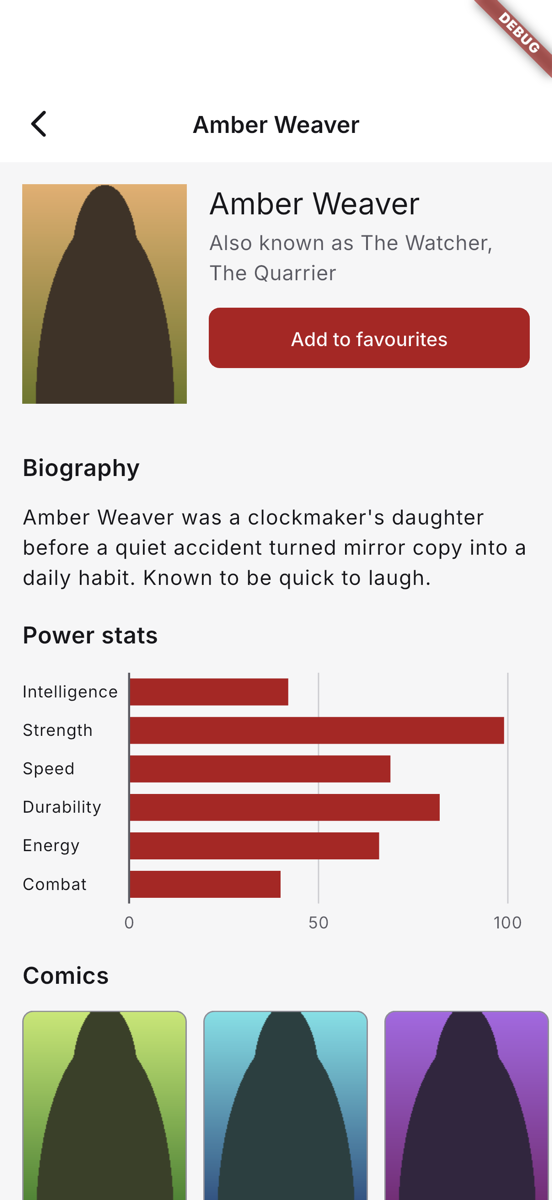 DEBUG
Amber Weaver
Amber Weaver
Also known as The Watcher,
The Quarrier
Add to favourites
Biography
Amber Weaver was a clockmaker's daughter
before a quiet accident turned mirror copy into a
daily habit. Known to be quick to laugh.
Power stats
Intelligence
Strength
Speed
Durability
Energy
Combat
0 50 100
Comics